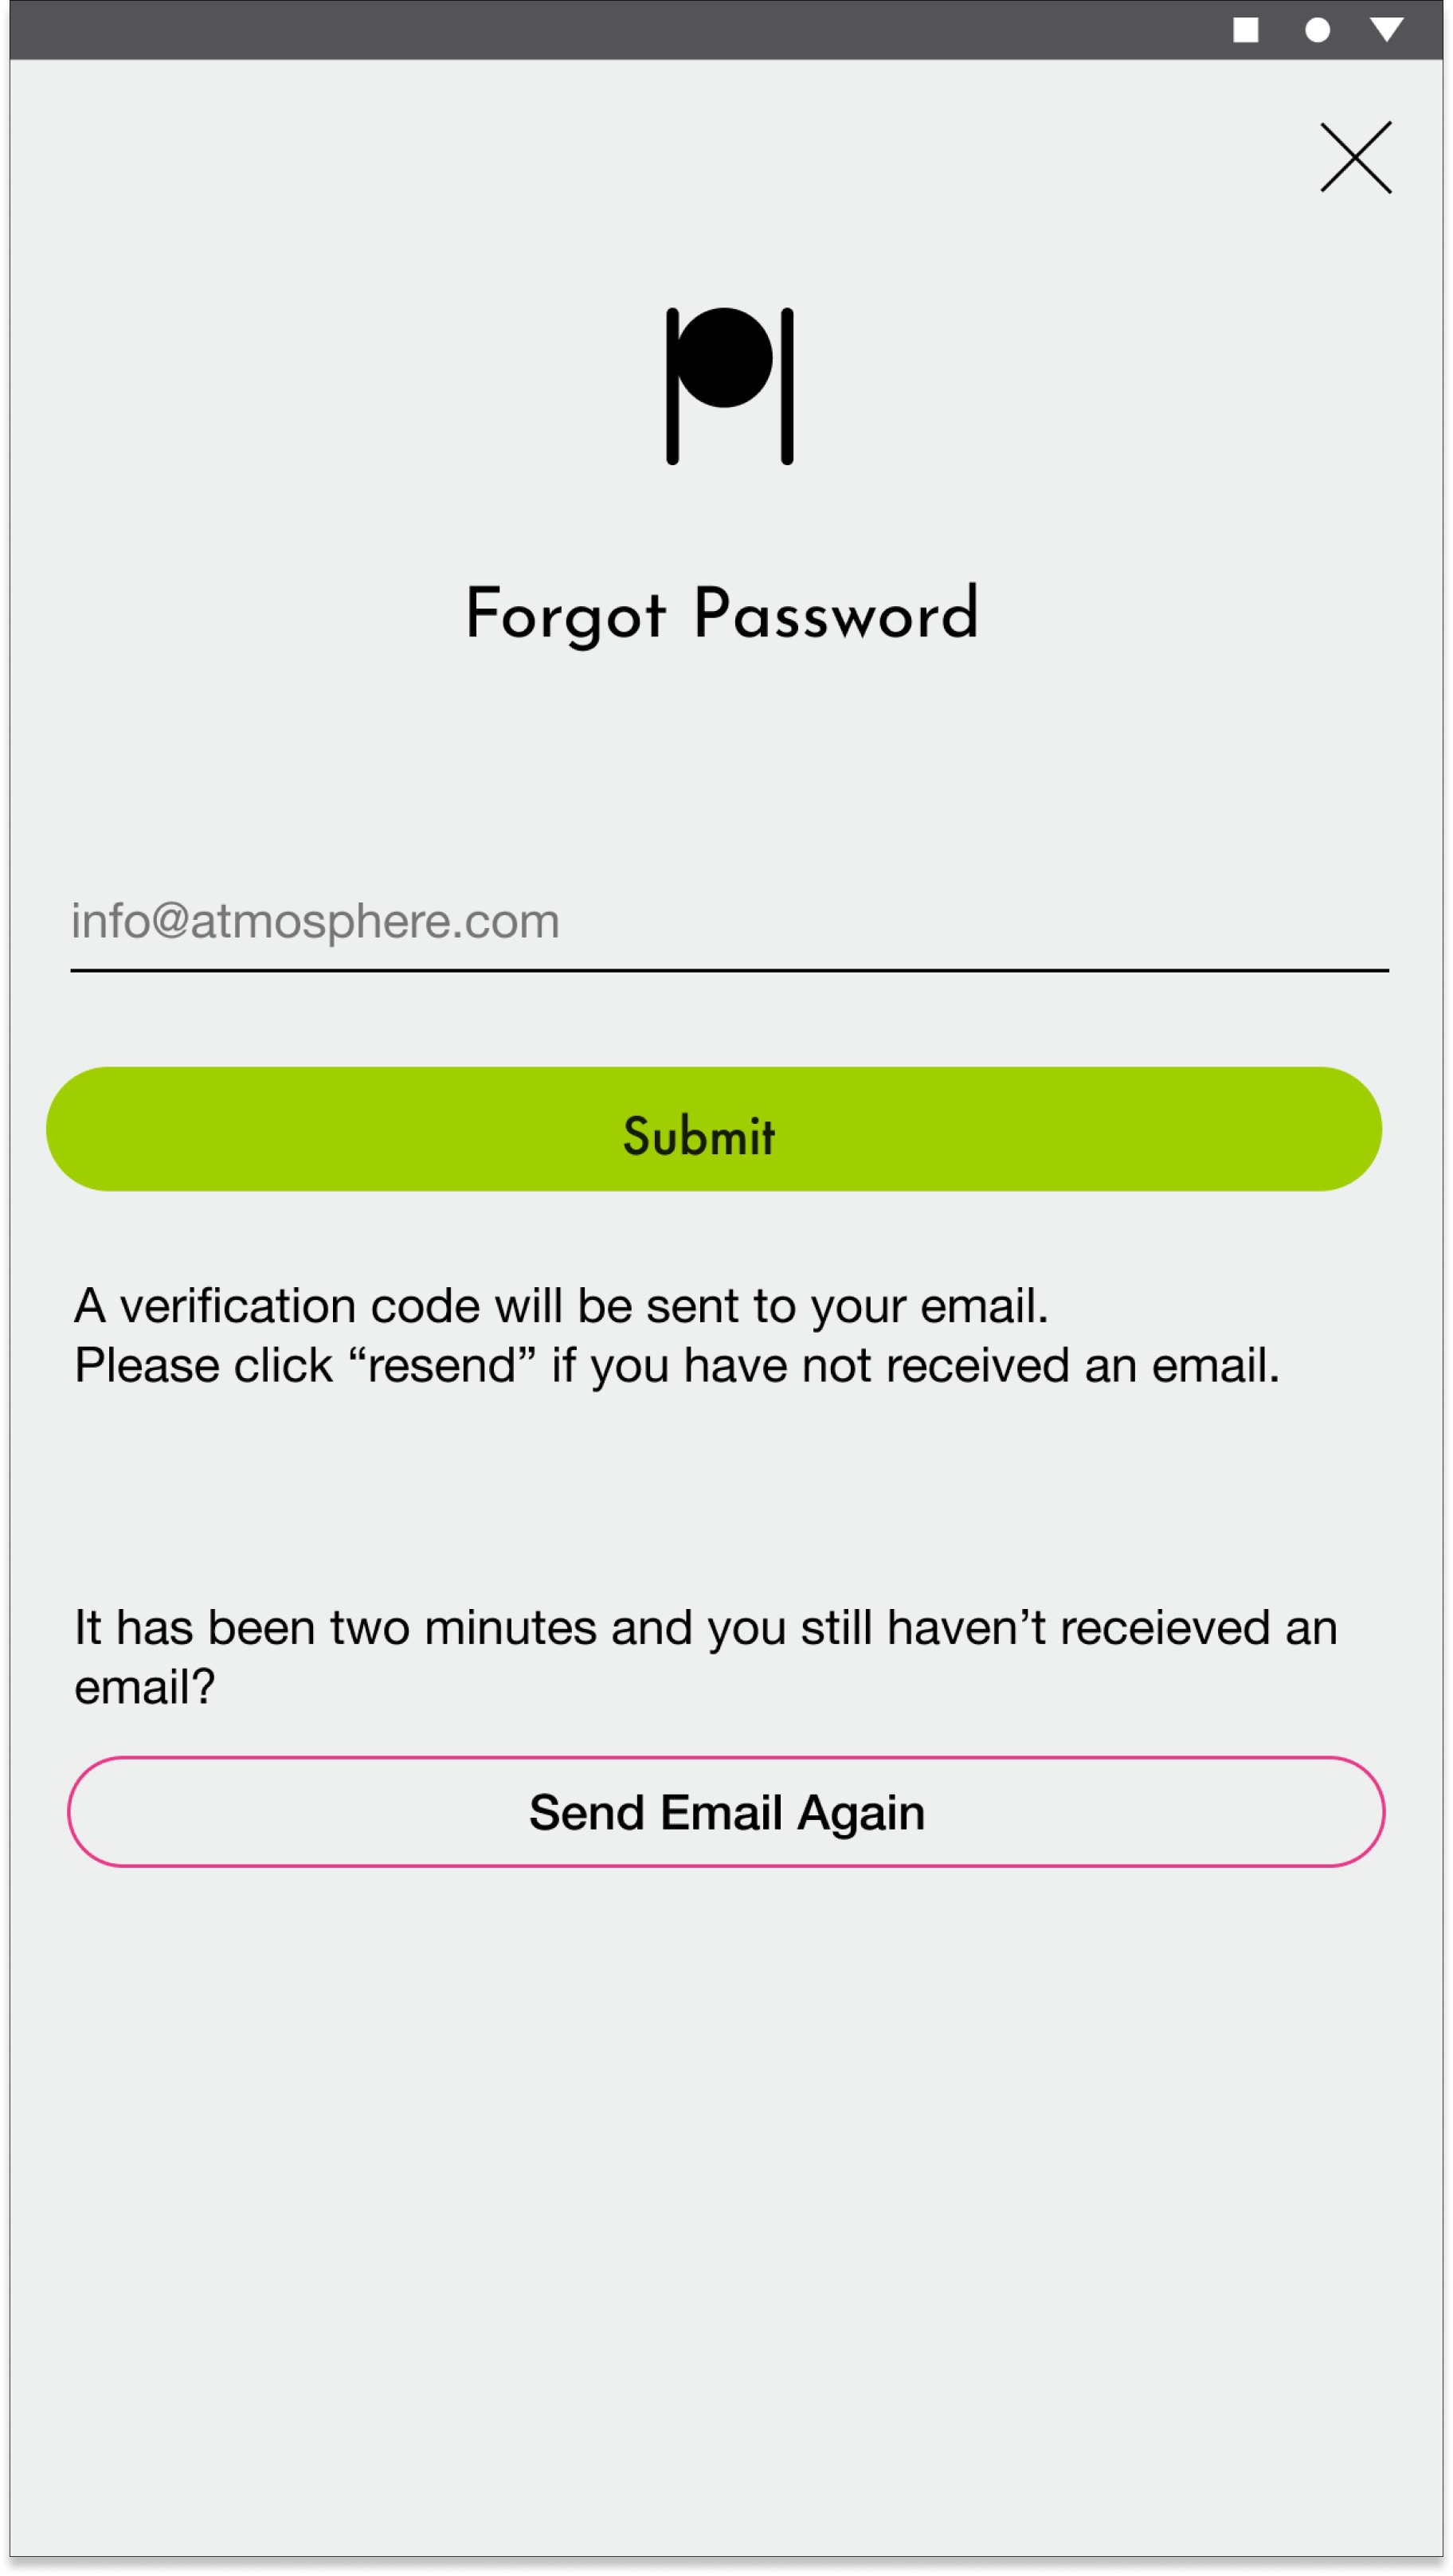 Forgot Password
info@atmosphere.com
Submit
A verification code will be sent to your email.
Please click “resend” if you have not received an email.
It has been two minutes and you still haven’t receieved an
email?
Send Email Again